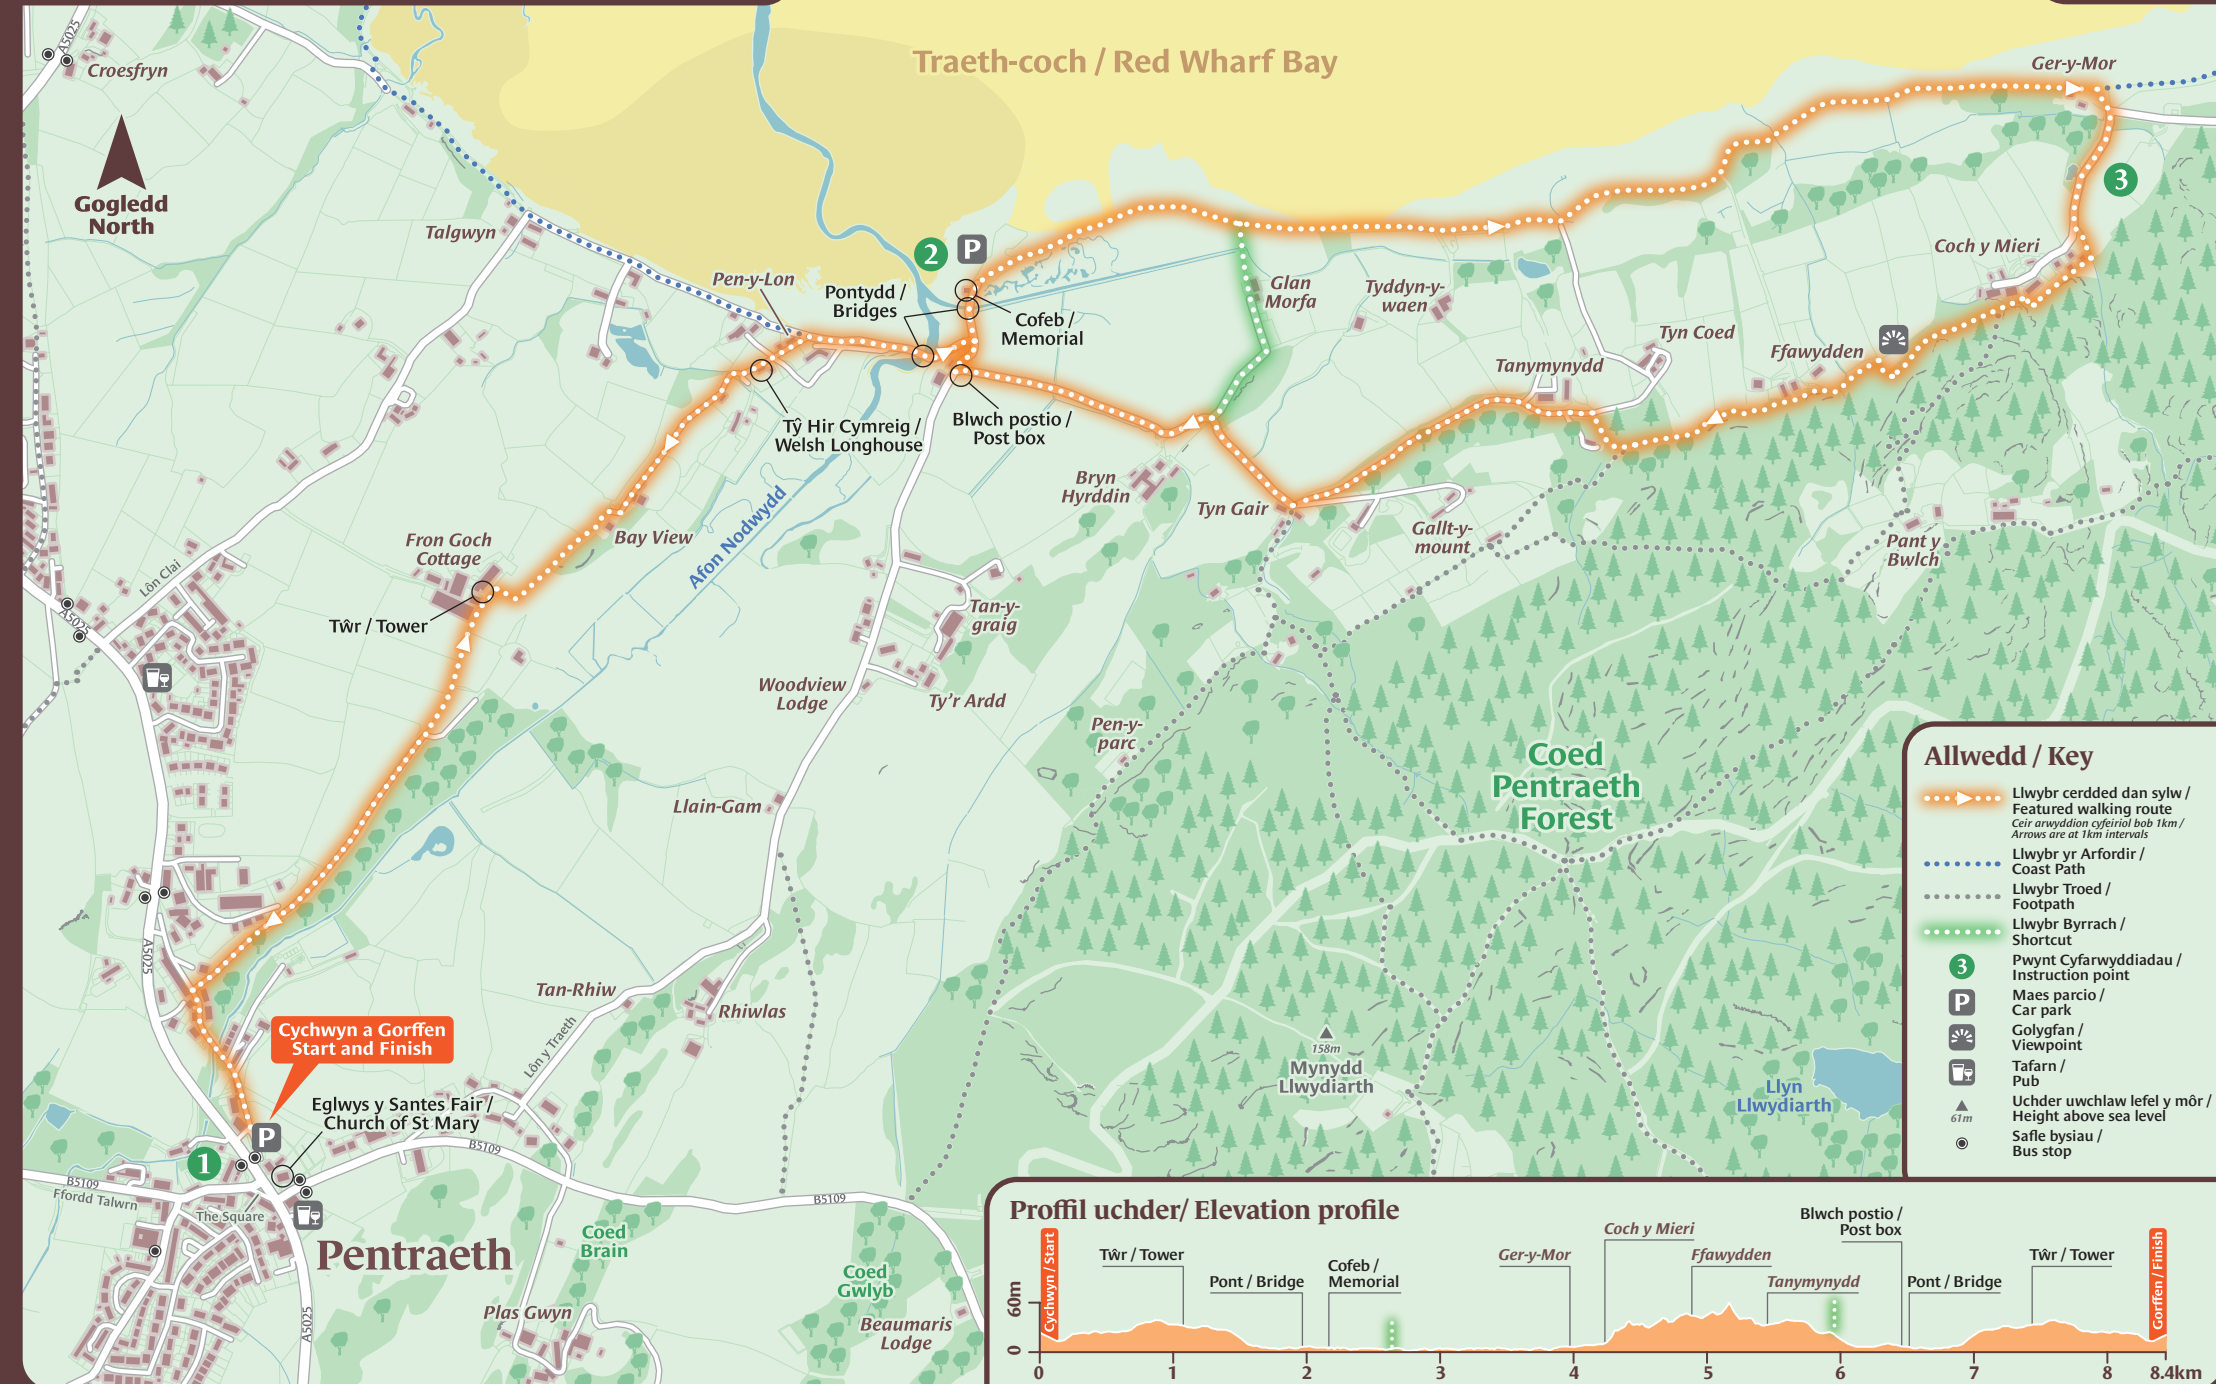 Traeth-coch / Red Wharf Bay
A5025
Croesfryn
Gogledd
North
Ger-y-Mor
3
Talgwyn
Pen-y-Lon
2
P
Pontydd /
Bridges
Cofeb /
Memorial
Glan
Morfa
Tyddyn-y-
waen
Coch y Mieri
Tyn Coed
Tanymynydd
Ffawydden
Tŷ Hir Cymreig /
Welsh Longhouse
Blwch postio /
Post box
Bryn
Hyrddin
Tyn Gair
Gallt-y-
mount
Pant y
Bwlch
Afon Nodwydd
Bay View
Fron Goch
Cottage
Tŵr / Tower
Lôn Clai
A5025
Tan-y-
graig
Woodview
Lodge
Ty'r Ardd
Pen-y-
parc
Coed
Pentraeth
Forest
Llain-Gam
A5025
Tan-Rhiw
Rhiwlas
Lôn y Traeth
Cychwyn a Gorffen
Start and Finish
Eglwys y Santes Fair /
Church of St Mary
P
1
158m
Mynydd
Llwydiarth
Llyn
Llwydiarth
B5109
Ffordd Talwrn
The Square
B5109
B5109
Pentraeth
A5025
Coed
Brain
Coed
Gwlyb
Plas Gwyn
Beaumaris
Lodge
Allwedd / Key
Llwybr cerdded dan sylw /
Featured walking route
Ceir arwyddion cyfeiriol bob 1km /
Arrows are at 1km intervals
Llwybr yr Arfordir /
Coast Path
Llwybr Troed /
Footpath
Llwybr Byrrach /
Shortcut
3
Pwynt Cyfarwyddiadau /
Instruction point
P
Maes parcio /
Car park
Golygfan /
Viewpoint
Tafarn /
Pub
61m
Uchder uwchlaw lefel y môr /
Height above sea level
Safle bysiau /
Bus stop
Proffil uchder/ Elevation profile
60m
0
Cychwyn / Start
Tŵr / Tower
Pont / Bridge
Cofeb /
Memorial
Ger-y-Mor
Coch y Mieri
Ffawydden
Tanymynydd
Blwch postio /
Post box
Pont / Bridge
Tŵr / Tower
Gorffen / Finish
0 1 2 3 4 5 6 7 8 8.4km